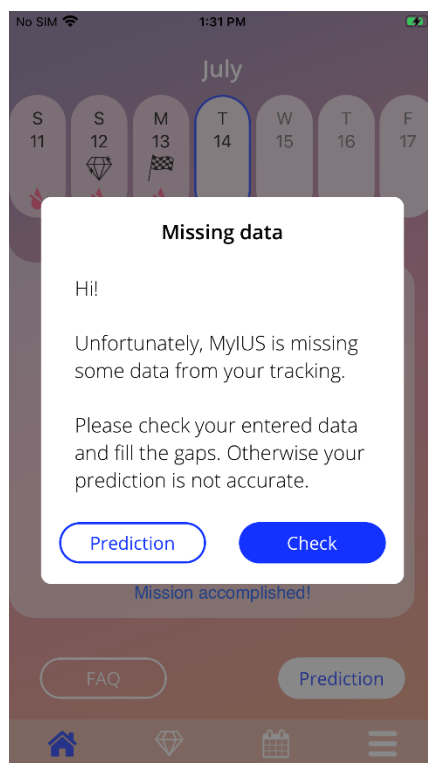 No SIM 1:31 PM
July
S S M T W T F
11 12 13 14 15 16 17
Missing data
Hi!
Unfortunately, MyIUS is missing
some data from your tracking.
Please check your entered data
and fill the gaps. Otherwise your
prediction is not accurate.
Prediction Check
Mission accomplished!
FAQ Prediction